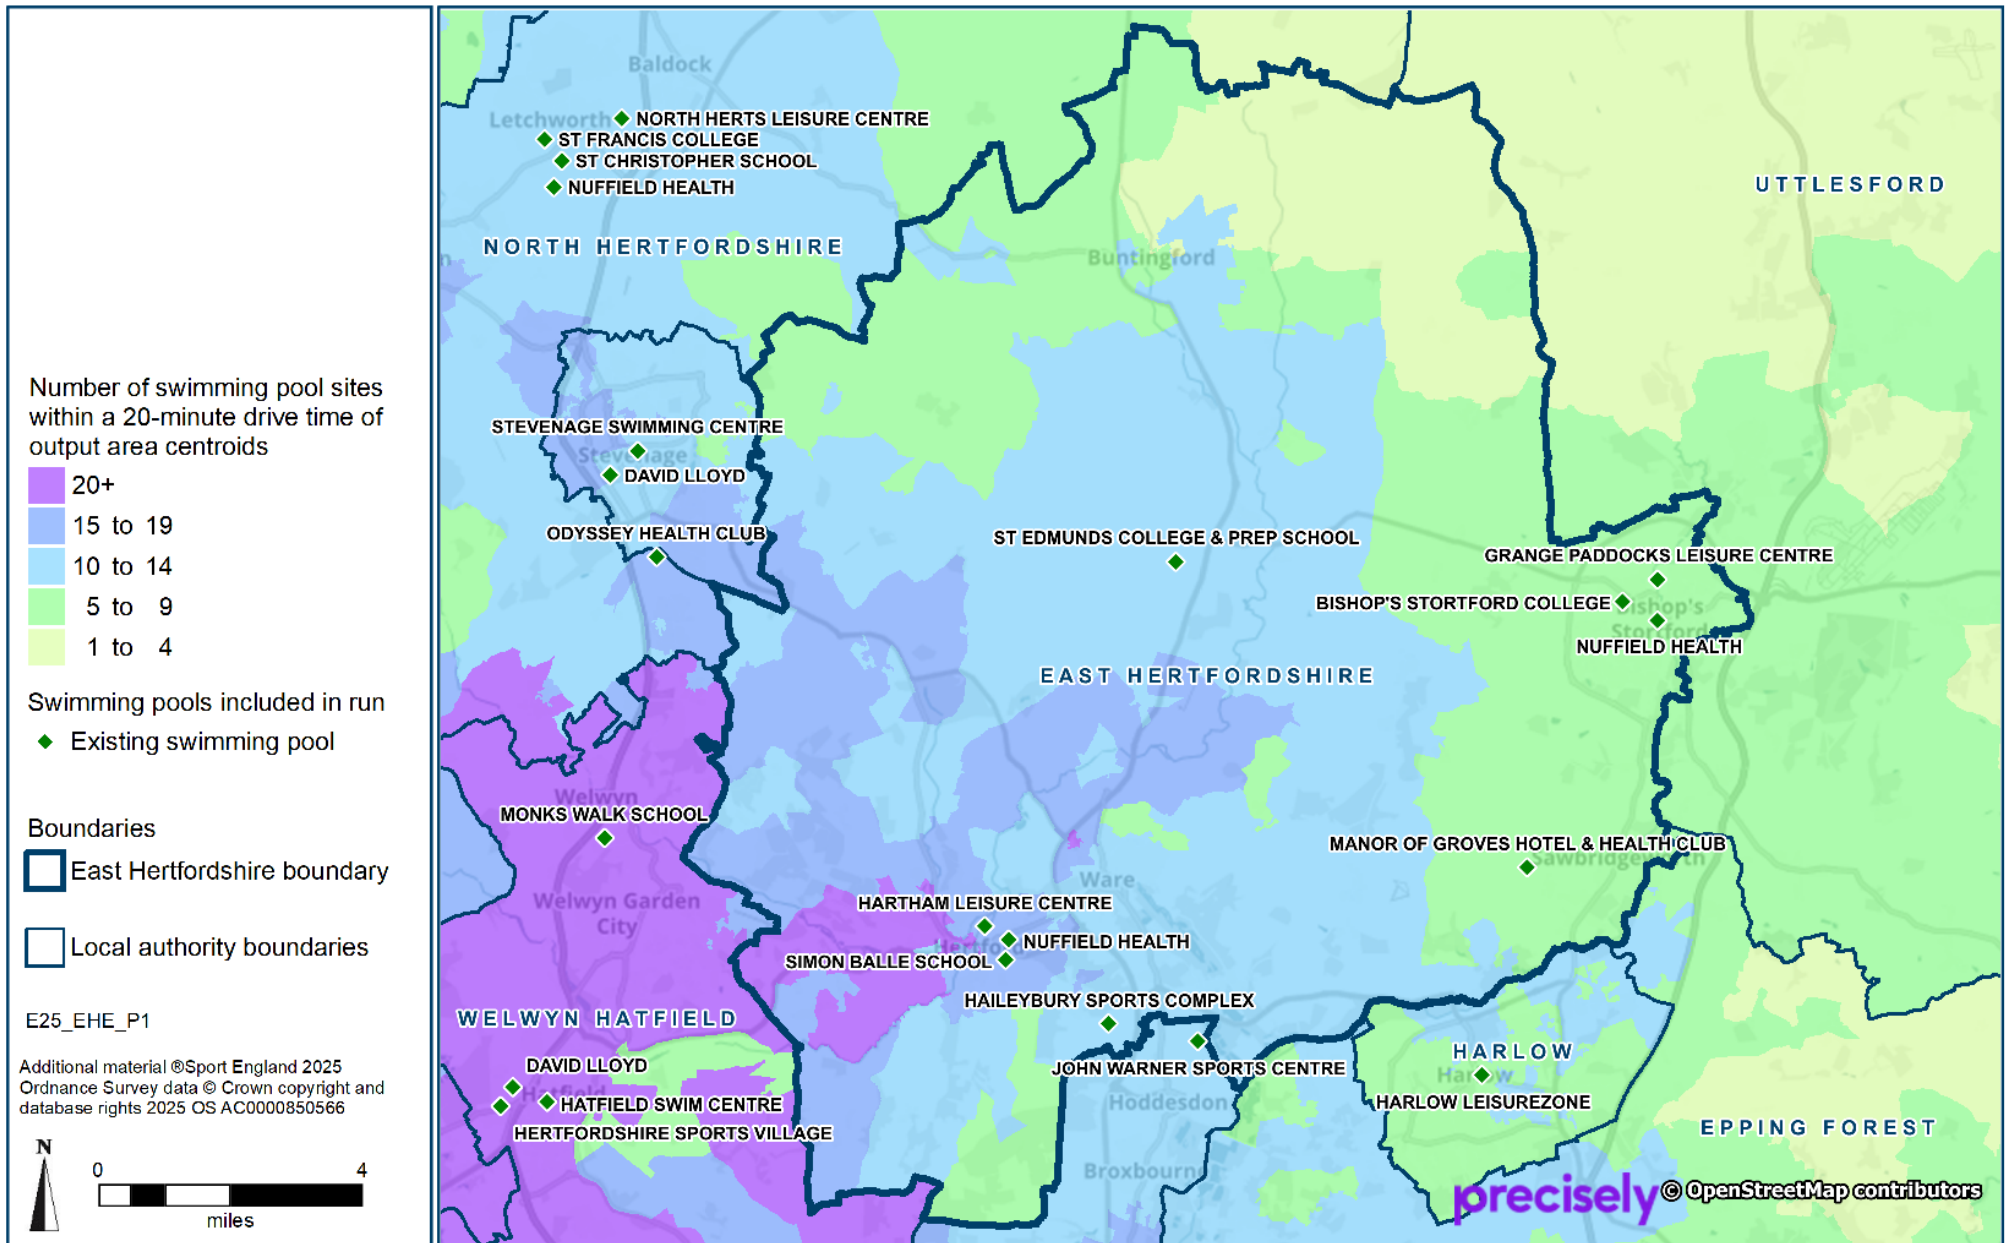 Number of swimming pool sites
within a 20-minute drive time of
output area centroids
20+
15 to 19
10 to 14
5 to 9
1 to 4
Swimming pools included in run
Existing swimming pool
Boundaries
East Hertfordshire boundary
Local authority boundaries
E25_EHE_P1
Additional material ®Sport England 2025
Ordnance Survey data © Crown copyright and
database rights 2025 OS AC0000850566
N
0 4
miles
Baldock
Letchworth
NORTH HERTS LEISURE CENTRE
ST FRANCIS COLLEGE
ST CHRISTOPHER SCHOOL
NUFFIELD HEALTH
UTTLESFORD
NORTH HERTFORDSHIRE
Buntingford
STEVENAGE SWIMMING CENTRE
Stevenage
DAVID LLOYD
ODYSSEY HEALTH CLUB
ST EDMUNDS COLLEGE & PREP SCHOOL
GRANGE PADDOCKS LEISURE CENTRE
BISHOP'S STORTFORD COLLEGE
Bishop's
Stortford
NUFFIELD HEALTH
EAST HERTFORDSHIRE
Welwyn
MONKS WALK SCHOOL
MANOR OF GROVES HOTEL & HEALTH CLUB
Sawbridgeworth
Ware
Welwyn Garden
City
HARTHAM LEISURE CENTRE
Hertford
NUFFIELD HEALTH
SIMON BALLE SCHOOL
HAILEYBURY SPORTS COMPLEX
WELWYN HATFIELD
DAVID LLOYD
JOHN WARNER SPORTS CENTRE
HARLOW
Harlow
Hatfield
HATFIELD SWIM CENTRE
Hoddesdon
HARLOW LEISUREZONE
HERTFORDSHIRE SPORTS VILLAGE
EPPING FOREST
Broxbourne
precisely © OpenStreetMap contributors